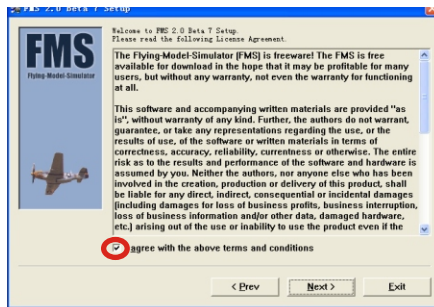 FMS 2.0 Beta 7 Setup
Welcome to FMS 2.0 Beta 7 Setup.
Please read the following License Agreement.
FMS
Flying-Model-Simulator
The Flying-Model-Simulator (FMS) is freeware! The FMS is free
available for download in the hope that it may be profitable for many
users, but without any warranty, not even the warranty for functioning
at all.
This software and accompanying written materials are provided "as
is", without warranty of any kind. Further, the authors do not warrant,
guarantee, or take any representations regarding the use, or the
results of use, of the software or written materials in terms of
correctness, accuracy, reliability, currentness or otherwise. The entire
risk as to the results and performance of the software and hardware is
assumed by you. Neither the authors, nor anyone else who has been
involved in the creation, production or delivery of this product, shall
be liable for any direct, indirect, consequential or incidental damages
(including damages for loss of business profits, business interruption,
loss of business information and/or other data, damaged hardware,
etc.) arising out of the use or inability to use the product even if the
agree with the above terms and conditions
< Prev
Next >
Exit